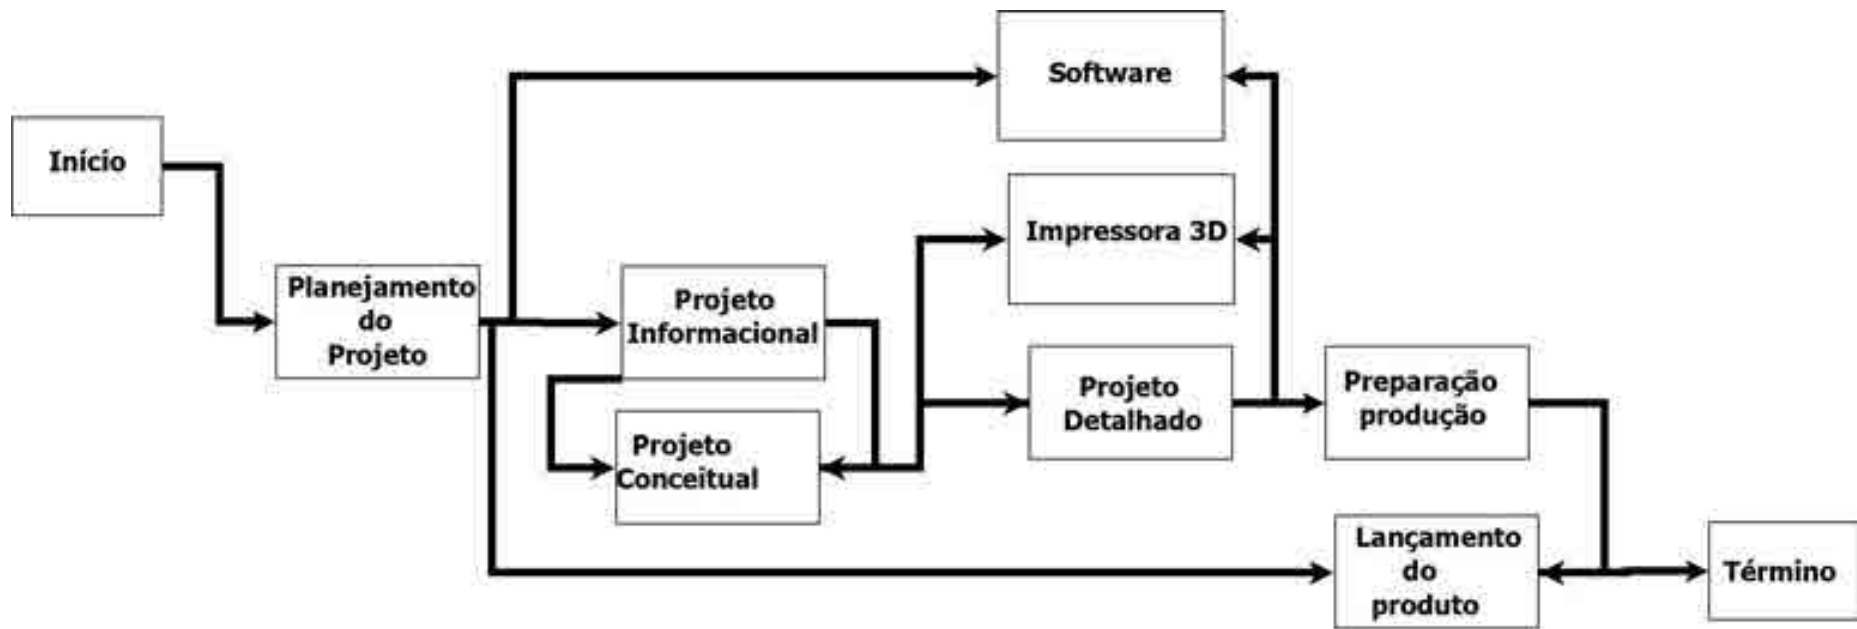 Software
Início
Impressora 3D
Planejamento
do
Projeto
Projeto
Informacional
Projeto
Detalhado
Preparação
produção
Projeto
Conceitual
Lançamento
do
produto
Término